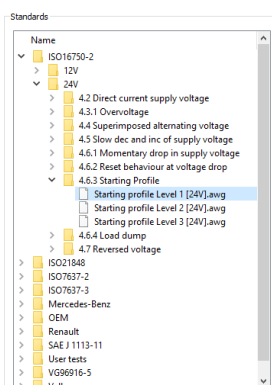 Standards
Name
ISO16750-2
12V
24V
4.2 Direct current supply voltage
4.3.1 Overvoltage
4.4 Superimposed alternating voltage
4.5 Slow dec and inc of supply voltage
4.6.1 Momentary drop in supply voltage
4.6.2 Reset behaviour at voltage drop
4.6.3 Starting Profile
Starting profile Level 1 [24V].awg
Starting profile Level 2 [24V].awg
Starting profile Level 3 [24V].awg
4.6.4 Load dump
4.7 Reversed voltage
ISO21848
ISO7637-2
ISO7637-3
Mercedes-Benz
OEM
Renault
SAE J 1113-11
User tests
VG96916-5